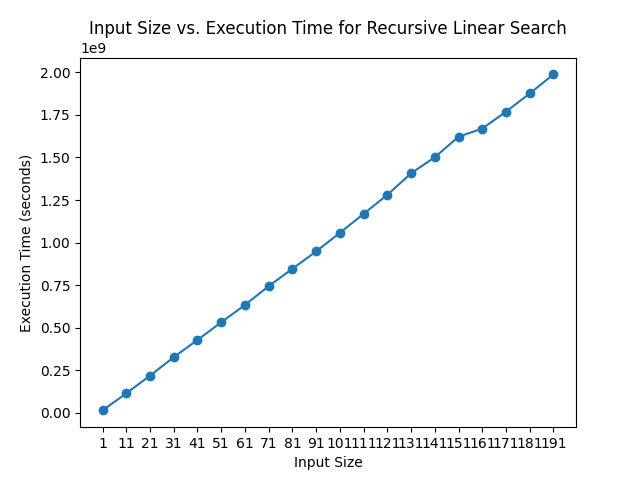 Input Size vs. Execution Time for Recursive Linear Search
1e9
2.00
1.75
1.50
1.25
1.00
0.75
0.50
0.25
0.00
Execution Time (seconds)
1 11 21 31 41 51 61 71 81 91 101 111 121 131 141 151 161 171 181 191
Input Size